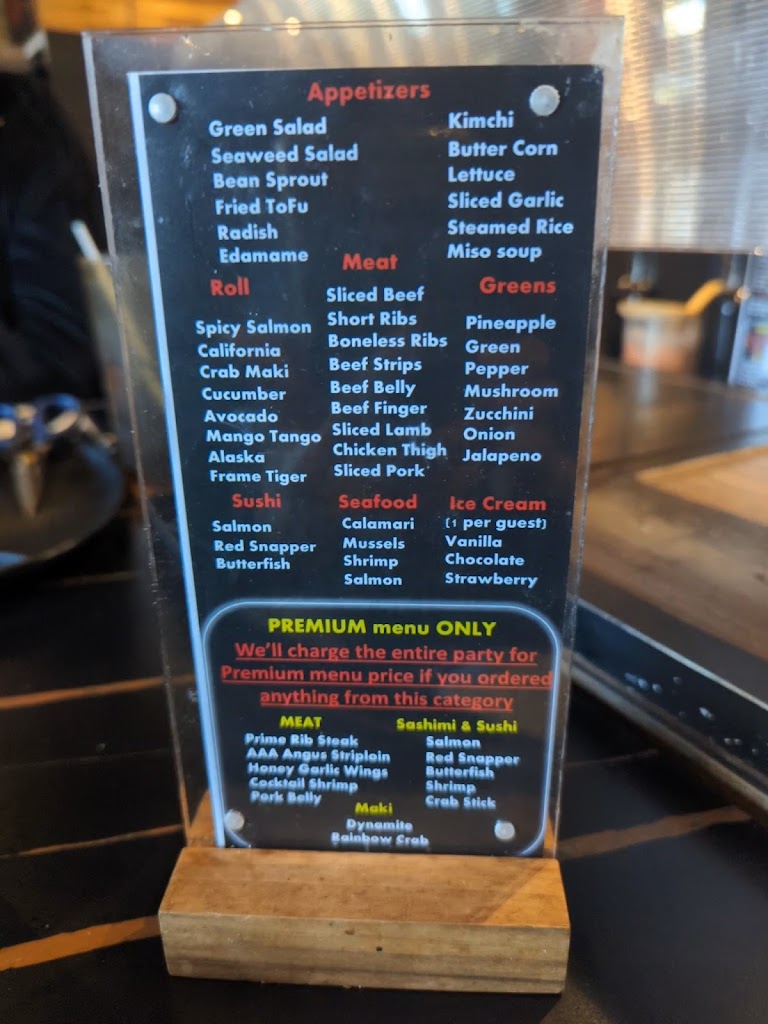 Appetizers
Green Salad
Seaweed Salad
Bean Sprout
Fried ToFu
Radish
Edamame
Kimchi
Butter Corn
Lettuce
Sliced Garlic
Steamed Rice
Miso soup
Roll
Spicy Salmon
California
Crab Maki
Cucumber
Avocado
Mango Tango
Alaska
Frame Tiger
Meat
Sliced Beef
Short Ribs
Boneless Ribs
Beef Strips
Beef Belly
Beef Finger
Sliced Lamb
Chicken Thigh
Sliced Pork
Greens
Pineapple
Green
Pepper
Mushroom
Zucchini
Onion
Jalapeno
Sushi
Salmon
Red Snapper
Butterfish
Seafood
Calamari
Mussels
Shrimp
Salmon
Ice Cream
(1 per guest)
Vanilla
Chocolate
Strawberry
PREMIUM menu ONLY
We'll charge the entire party for
Premium menu price if you ordered
anything from this category
MEAT
Prime Rib Steak
AAA Angus Striploin
Honey Garlic Wings
Cocktail Shrimp
Pork Belly
Sashimi & Sushi
Salmon
Red Snapper
Butterfish
Shrimp
Crab Stick
Maki
Dynamite
Rainbow Crab